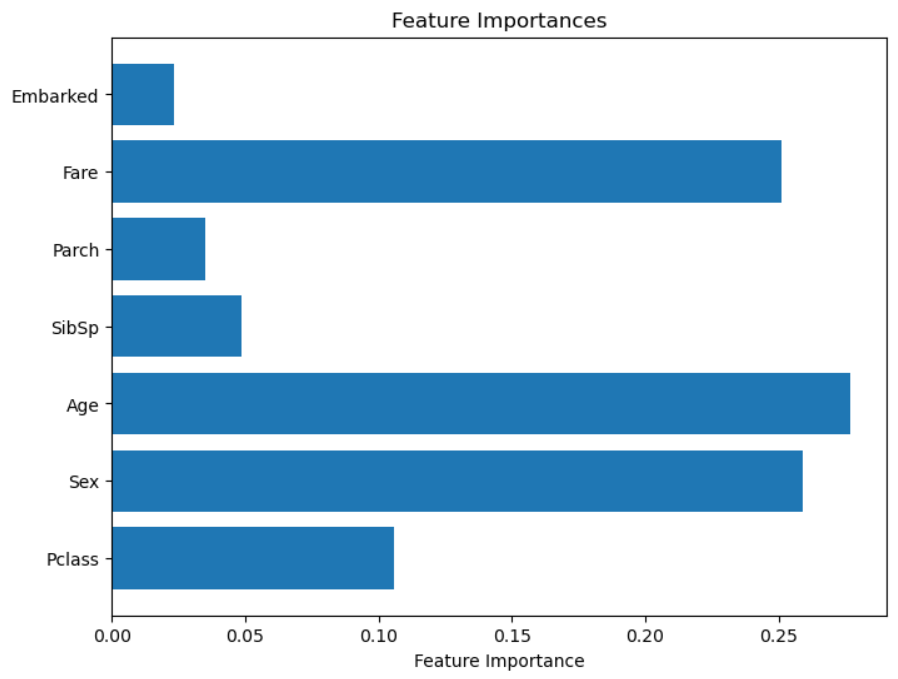 Feature Importances
Embarked
Fare
Parch
SibSp
Age
Sex
Pclass
0.00 0.05 0.10 0.15 0.20 0.25
Feature Importance